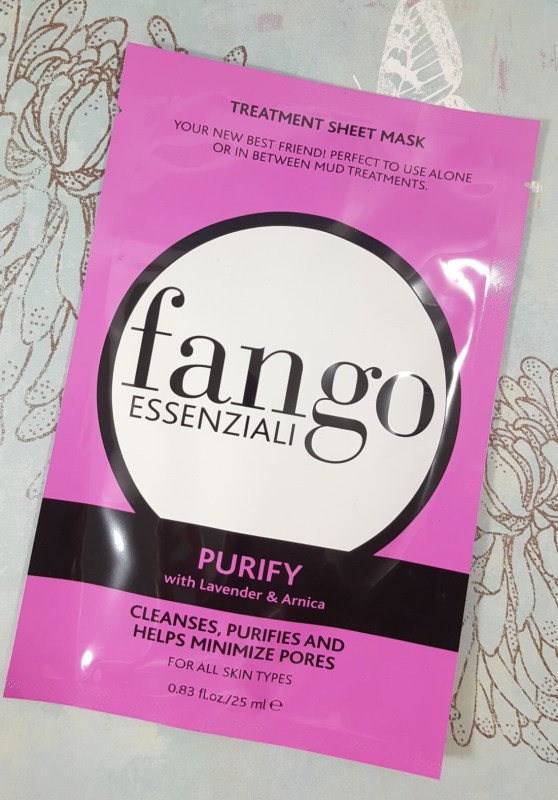 TREATMENT SHEET MASK
YOUR NEW BEST FRIEND! PERFECT TO USE ALONE
OR IN BETWEEN MUD TREATMENTS.
fango
ESSENZIALI
PURIFY
with Lavender & Arnica
CLEANSES, PURIFIES AND
HELPS MINIMIZE PORES
FOR ALL SKIN TYPES
0.83 fl.oz./25 ml ℮